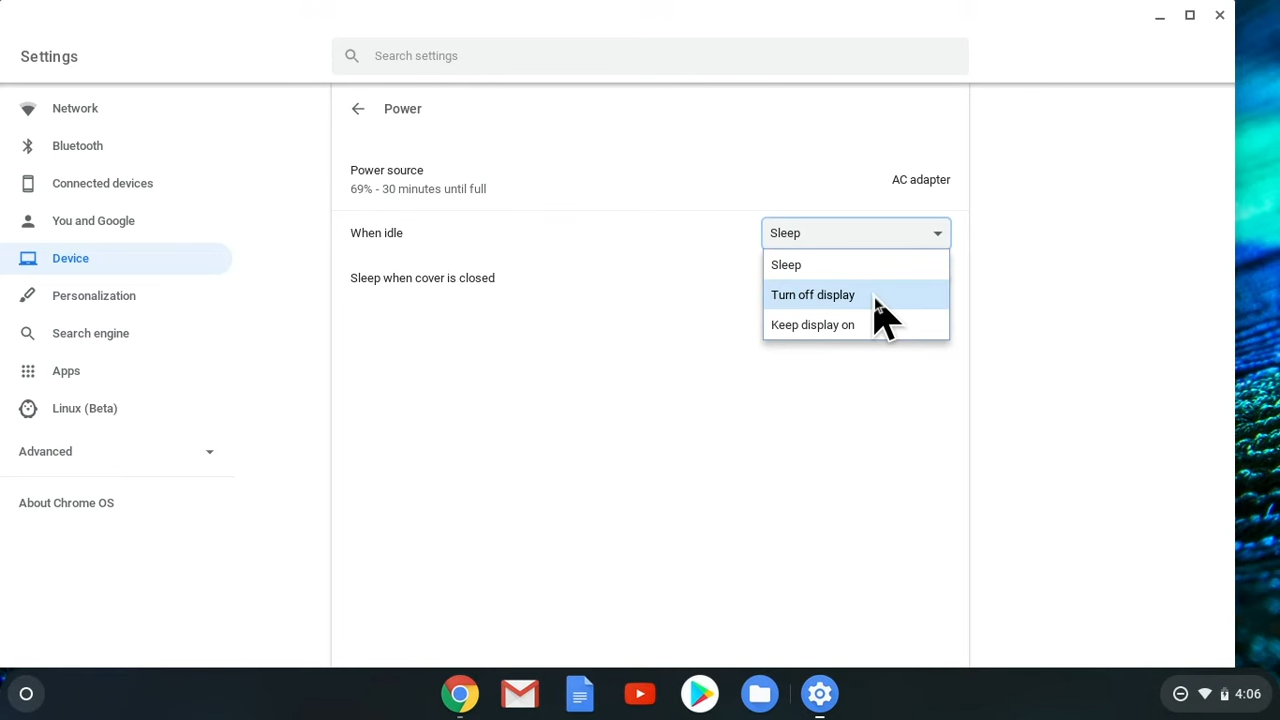 Settings
Search settings
Network
Bluetooth
Connected devices
You and Google
Device
Personalization
Search engine
Apps
Linux (Beta)
Advanced
About Chrome OS
Power
Power source
69% - 30 minutes until full
AC adapter
When idle
Sleep
Sleep
Turn off display
Keep display on
Sleep when cover is closed
4:06